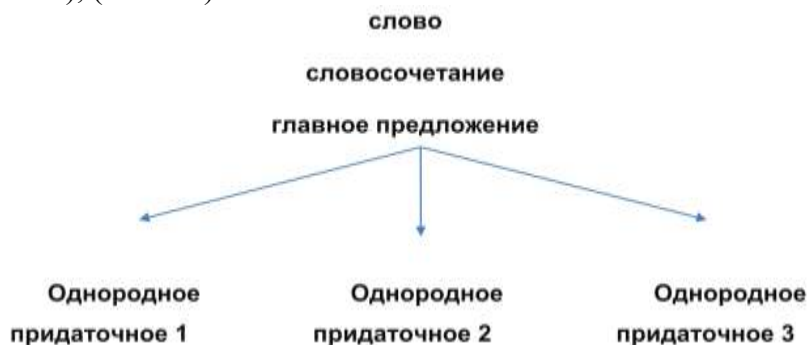 слово
словосочетание
главное предложение
Однородное Однородное Однородное
придаточное 1 придаточное 2 придаточное 3